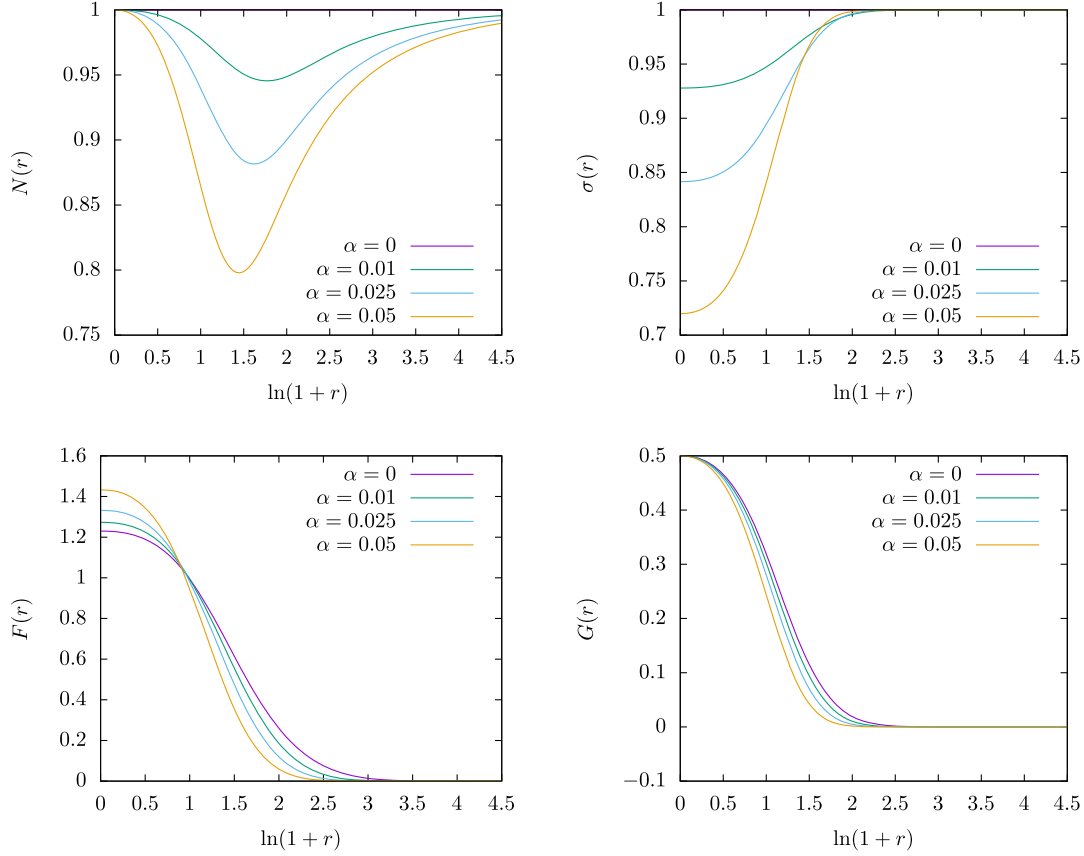 1
0.95
0.9
0.85
0.8
0.75
N(r)
0 0.5 1 1.5 2 2.5 3 3.5 4 4.5
ln(1 + r)
α = 0
α = 0.01
α = 0.025
α = 0.05
1
0.95
0.9
0.85
0.8
0.75
0.7
σ(r)
0 0.5 1 1.5 2 2.5 3 3.5 4 4.5
ln(1 + r)
α = 0
α = 0.01
α = 0.025
α = 0.05
1.6
1.4
1.2
1
0.8
0.6
0.4
0.2
0
F(r)
0 0.5 1 1.5 2 2.5 3 3.5 4 4.5
ln(1 + r)
α = 0
α = 0.01
α = 0.025
α = 0.05
0.5
0.4
0.3
0.2
0.1
0
−0.1
G(r)
0 0.5 1 1.5 2 2.5 3 3.5 4 4.5
ln(1 + r)
α = 0
α = 0.01
α = 0.025
α = 0.05